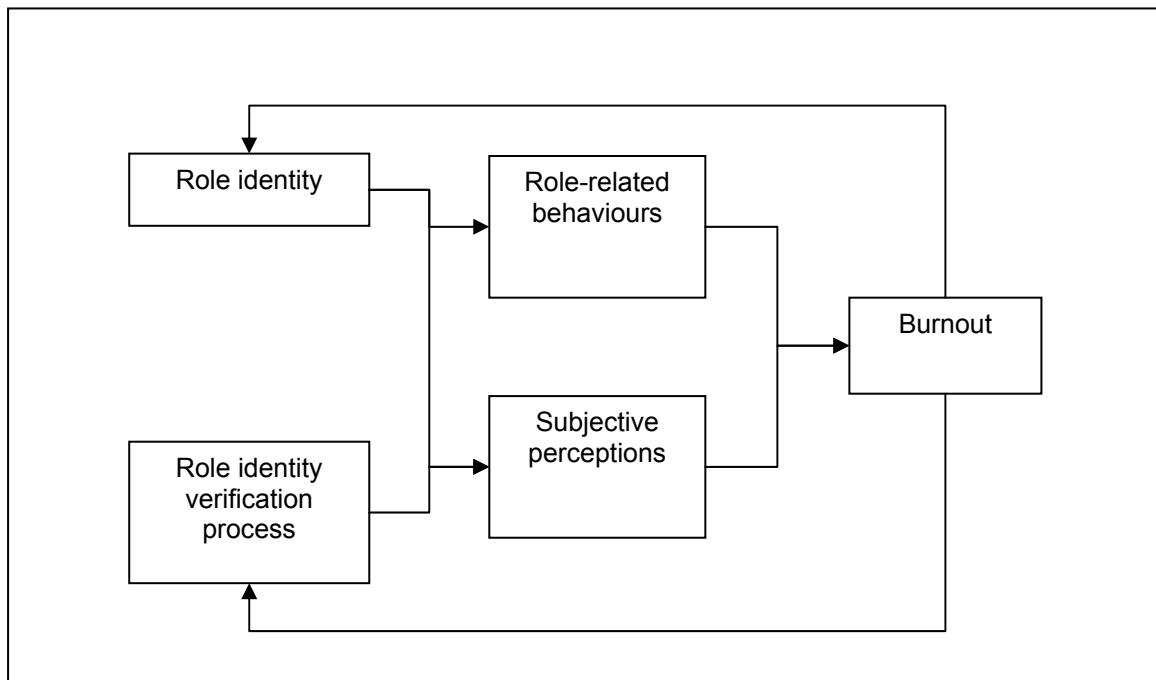 Role identity
Role-related
behaviours
Burnout
Subjective
perceptions
Role identity
verification
process